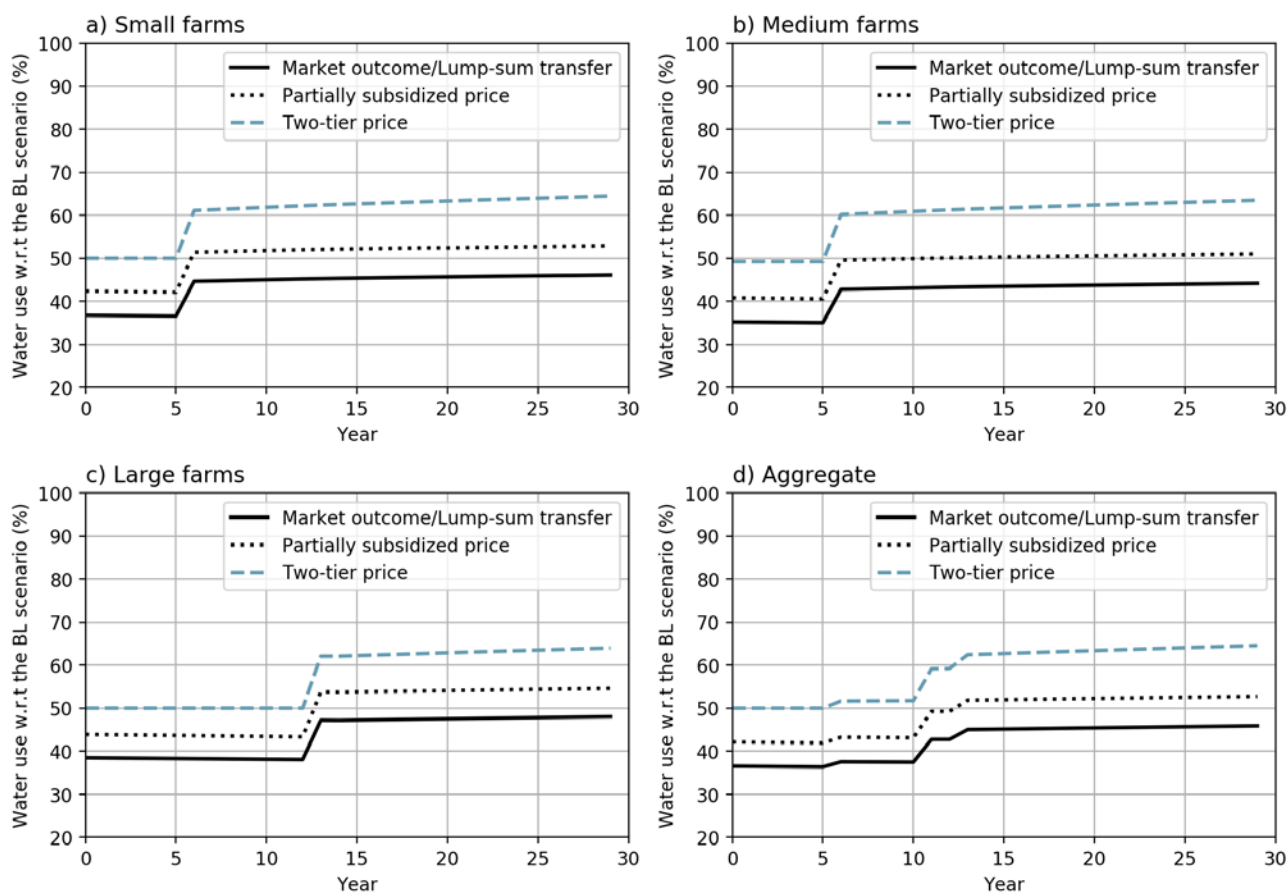 a) Small farms
Water use w.r.t the BL scenario (%)
100
90
80
70
60
50
40
30
20
Market outcome/Lump-sum transfer
Partially subsidized price
Two-tier price
0 5 10 15 20 25 30
Year
b) Medium farms
Water use w.r.t the BL scenario (%)
100
90
80
70
60
50
40
30
20
Market outcome/Lump-sum transfer
Partially subsidized price
Two-tier price
0 5 10 15 20 25 30
Year
c) Large farms
Water use w.r.t the BL scenario (%)
100
90
80
70
60
50
40
30
20
Market outcome/Lump-sum transfer
Partially subsidized price
Two-tier price
0 5 10 15 20 25 30
Year
d) Aggregate
Water use w.r.t the BL scenario (%)
100
90
80
70
60
50
40
30
20
Market outcome/Lump-sum transfer
Partially subsidized price
Two-tier price
0 5 10 15 20 25 30
Year